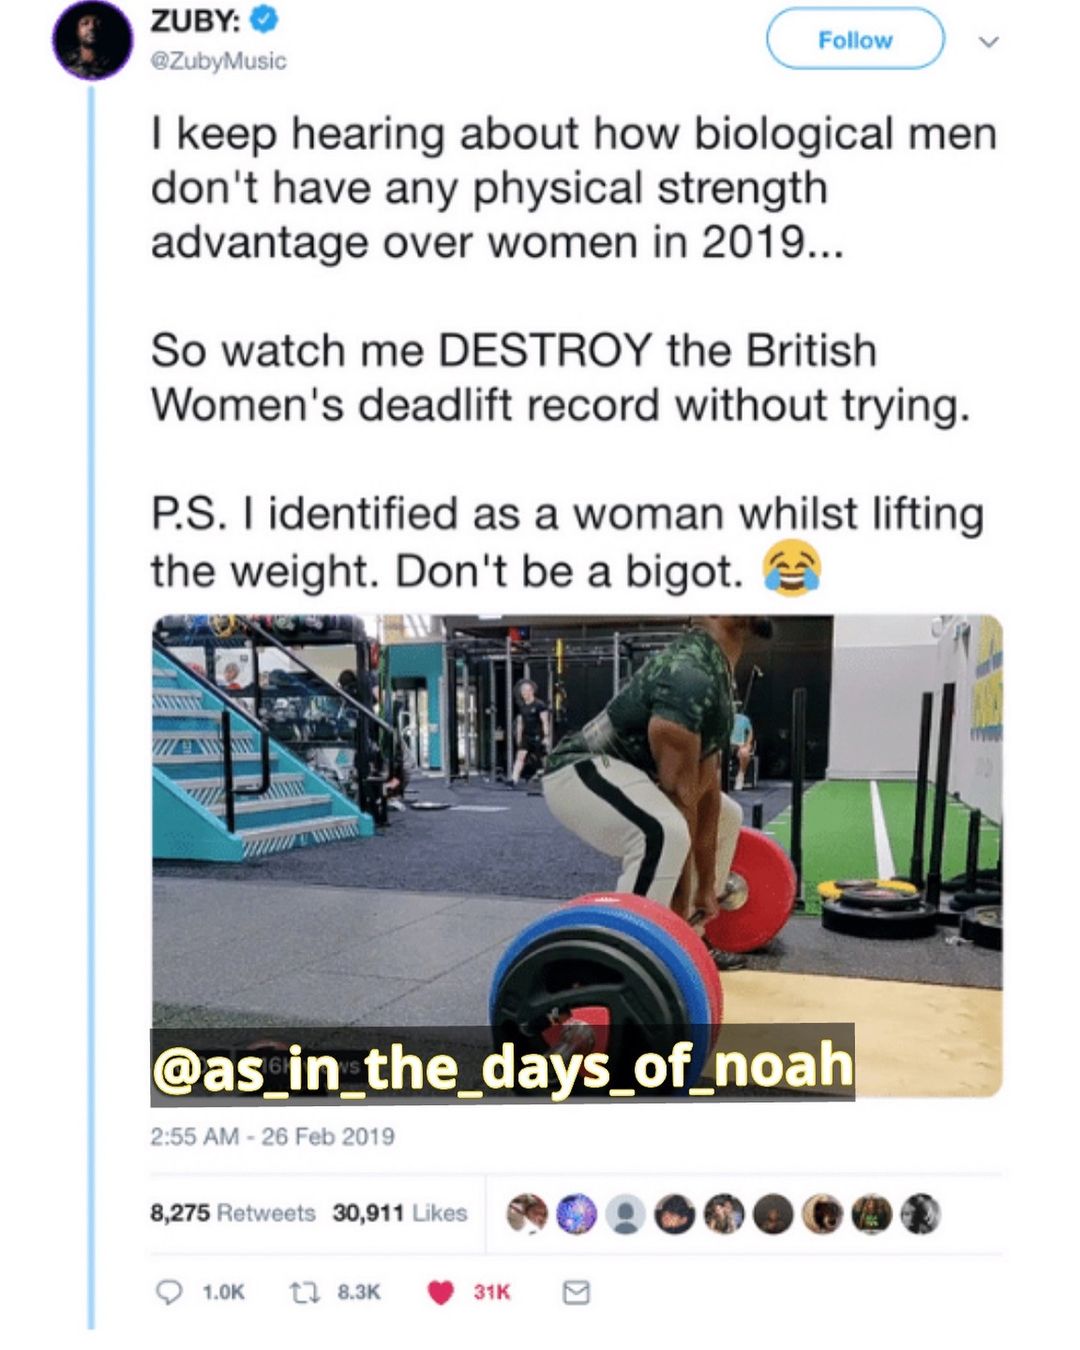 ZUBY:
@ZubyMusic
Follow
I keep hearing about how biological men
don't have any physical strength
advantage over women in 2019...
So watch me DESTROY the British
Women's deadlift record without trying.
P.S. I identified as a woman whilst lifting
the weight. Don't be a bigot. 😂
@as_in_the_days_of_noah
2:55 AM - 26 Feb 2019
8,275 Retweets 30,911 Likes
1.0K 8.3K 31K